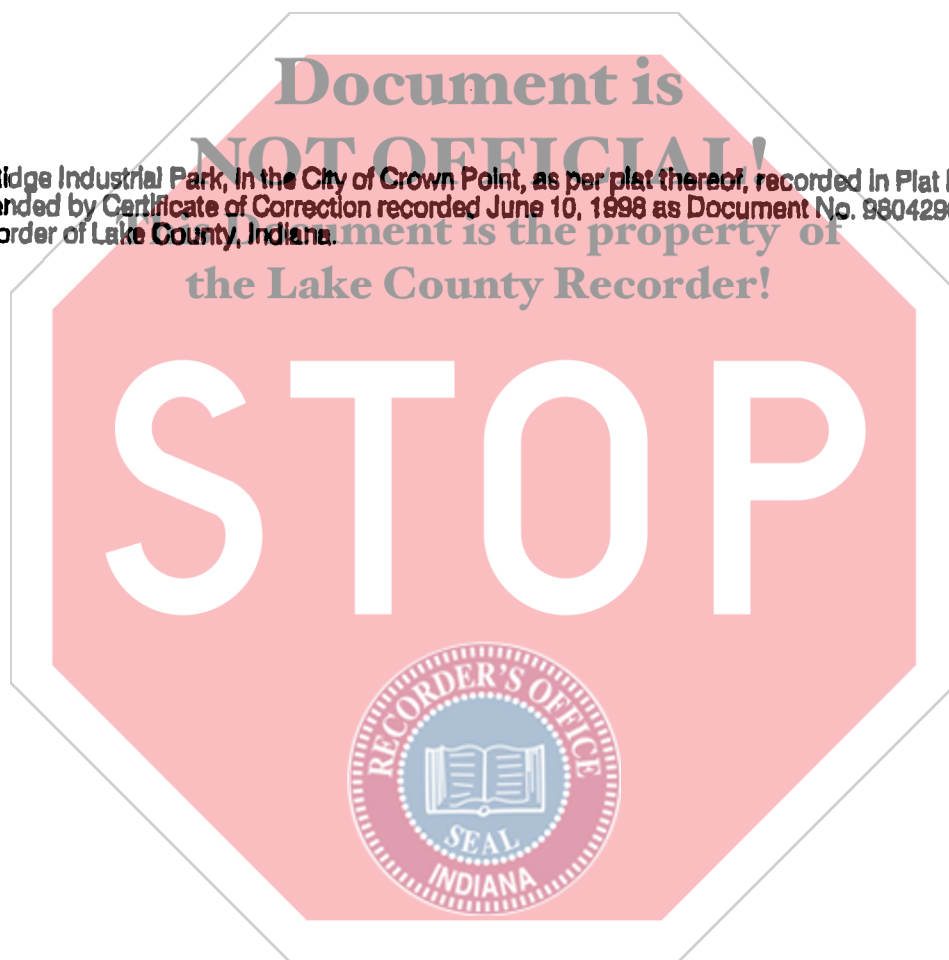 Document is
NOT OFFICIAL!
idge Industrial Park, in the City of Crown Point, as per plat thereof, recorded in Plat
ended by Certificate of Correction recorded June 10, 1998 as Document No. 980429
order of Lake County, Indiana.
This Document is the property of
the Lake County Recorder!
STOP
RECORDER'S OFFICE
SEAL
INDIANA